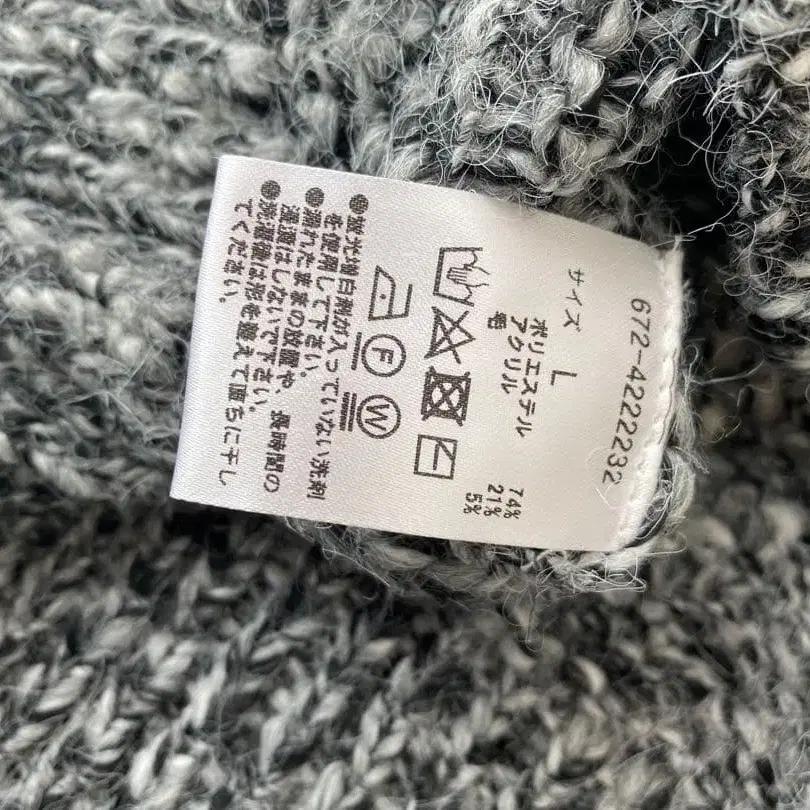 672-4222232
サイズ L
ポリエステル 74%
アクリル 21%
毛 5%
F W
●蛍光増白剤が入っていない洗剤
を使用して下さい。
●濡れたままの放置や、長時間の
浸漬はしないで下さい。
●洗濯後は形を整えて直ちに干し
てください。